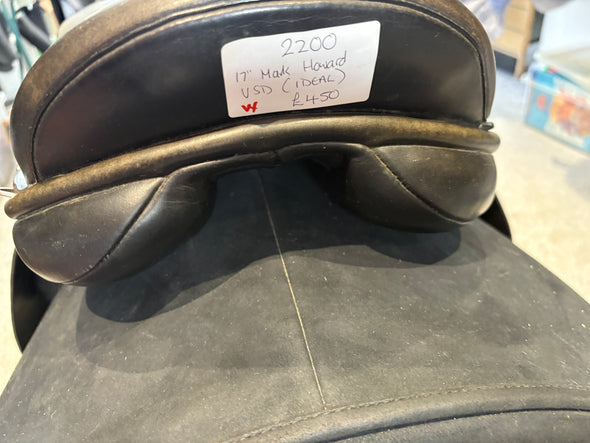 2200
17" Mark Howard
VSD (IDEAL)
W £450